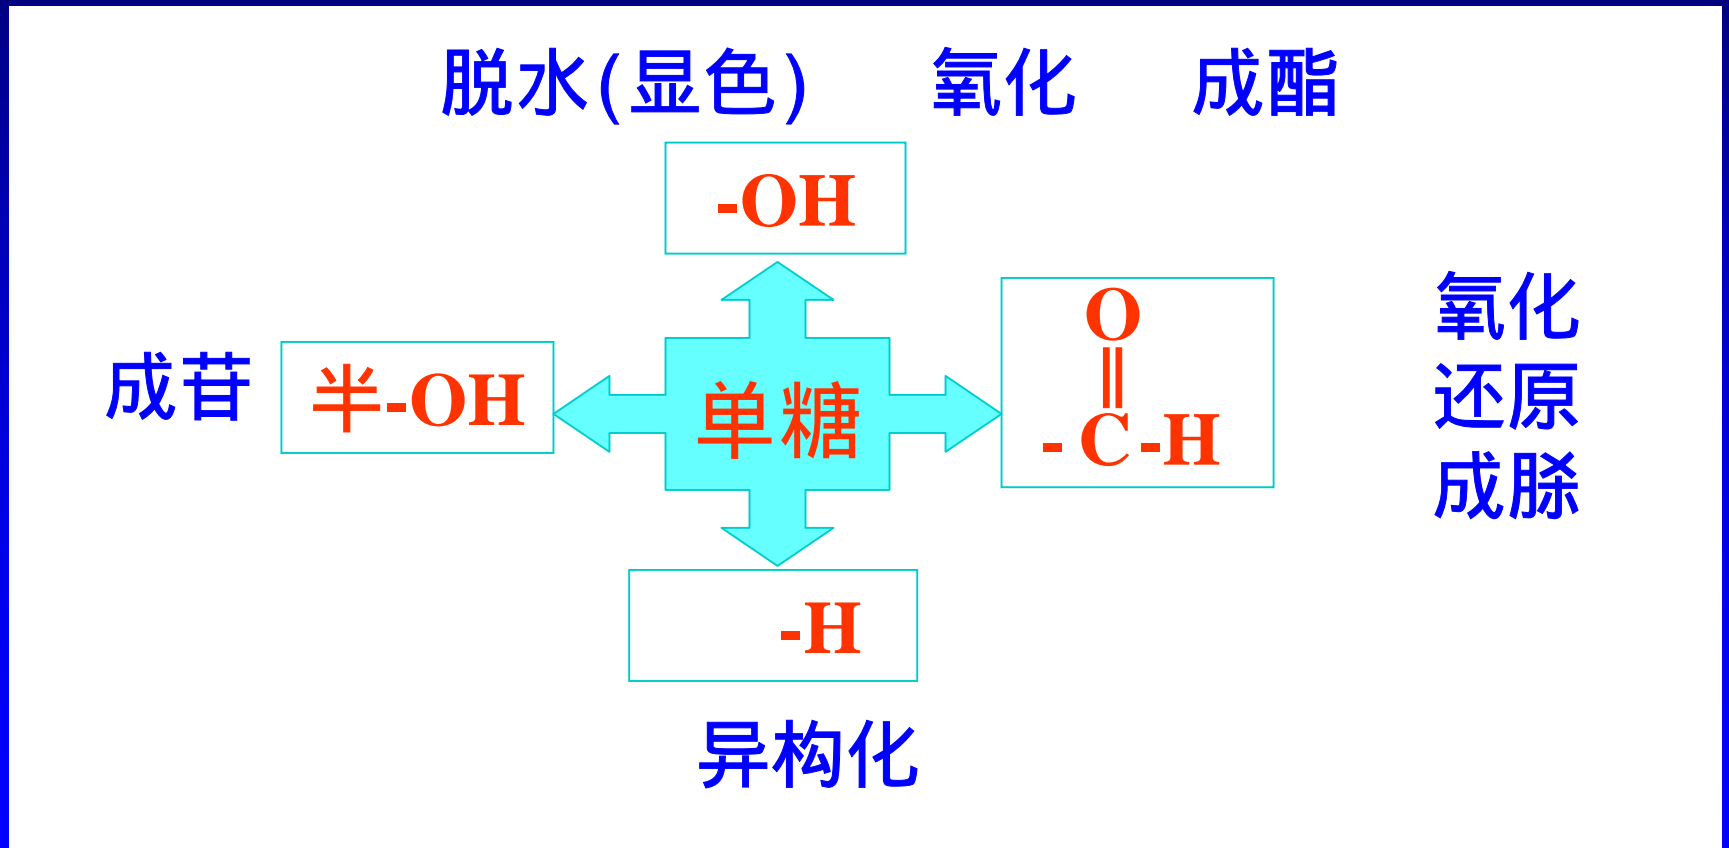 脱水(显色) 氧化 成酯
-OH
O
氧化
成苷 半-OH 单糖 || 还原
- C -H
成脎
-H
异构化